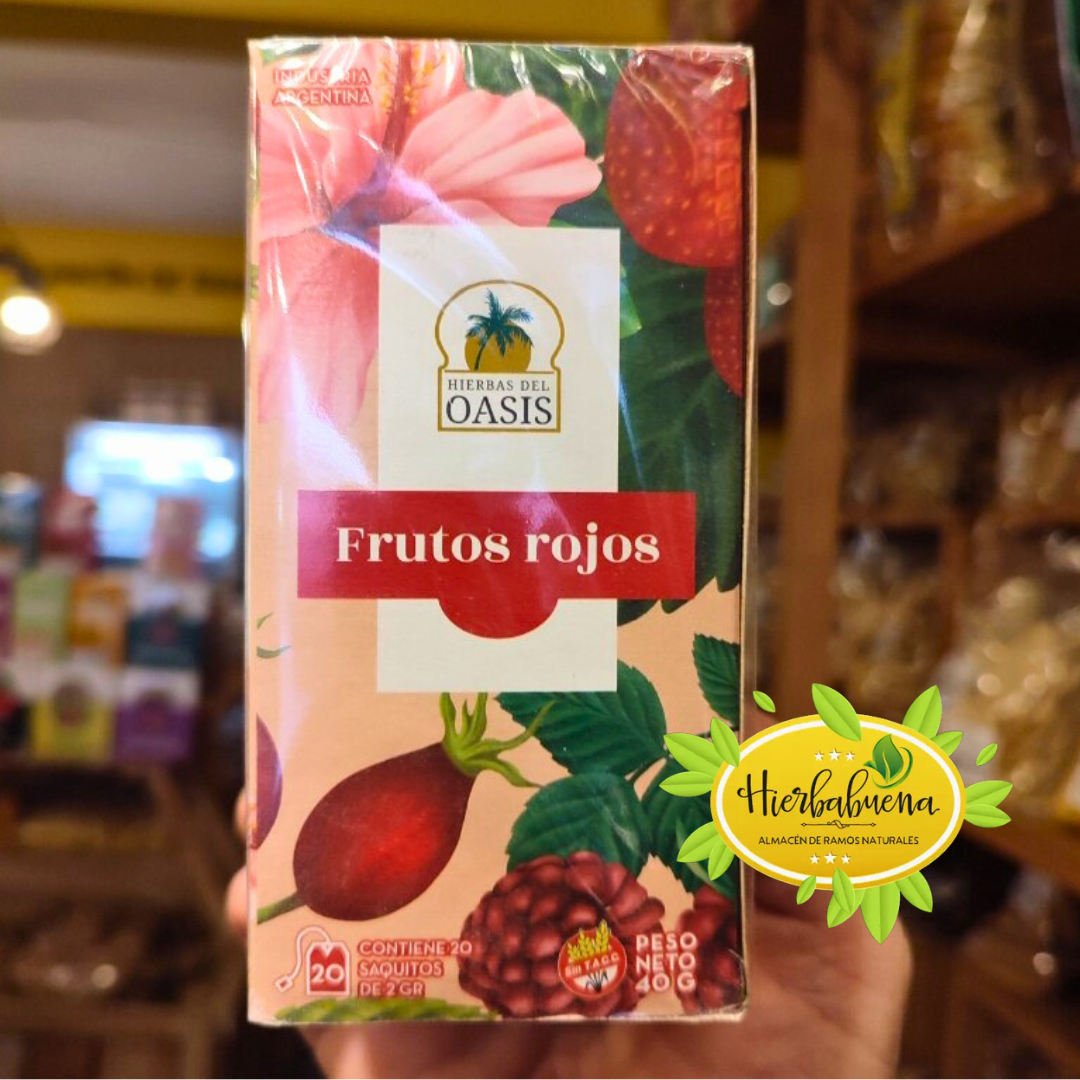 INDUSTRIA
ARGENTINA
HIERBAS DEL
OASIS
Frutos rojos
20
CONTIENE 20
SAQUITOS
DE 2 GR
Sin T.A.C.C.
PESO
NETO
40 G
Hierbabuena
ALMACÉN DE RAMOS NATURALES